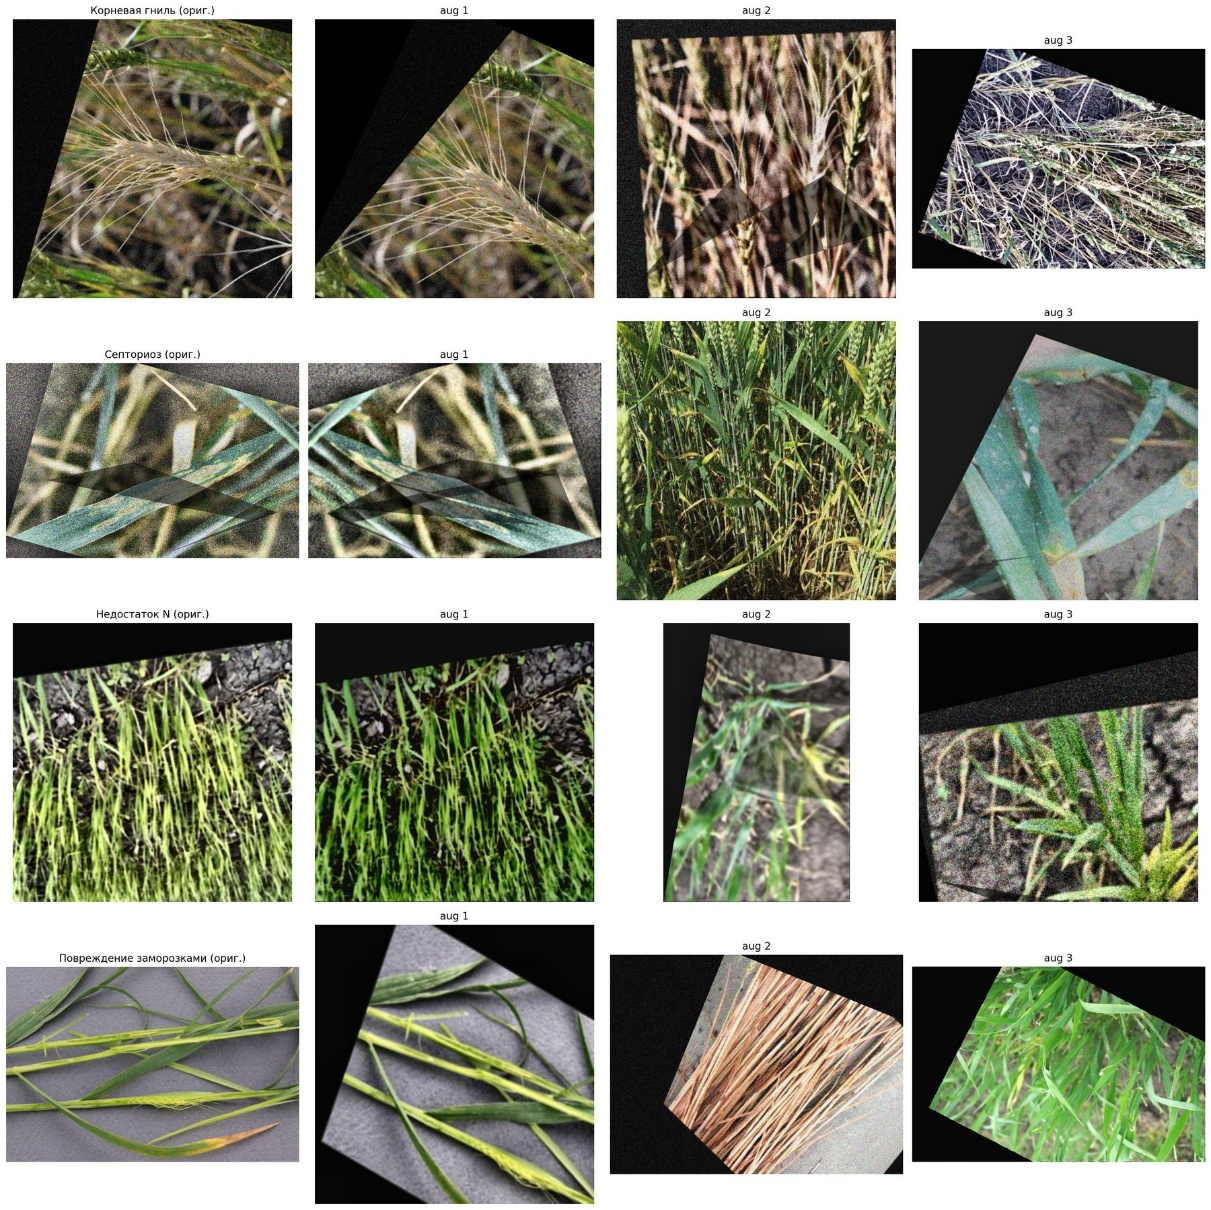 Корневая гниль (ориг.)
aug 1
aug 2
aug 3
Септориоз (ориг.)
aug 1
aug 2
aug 3
Недостаток N (ориг.)
aug 1
aug 2
aug 3
Повреждение заморозками (ориг.)
aug 1
aug 2
aug 3